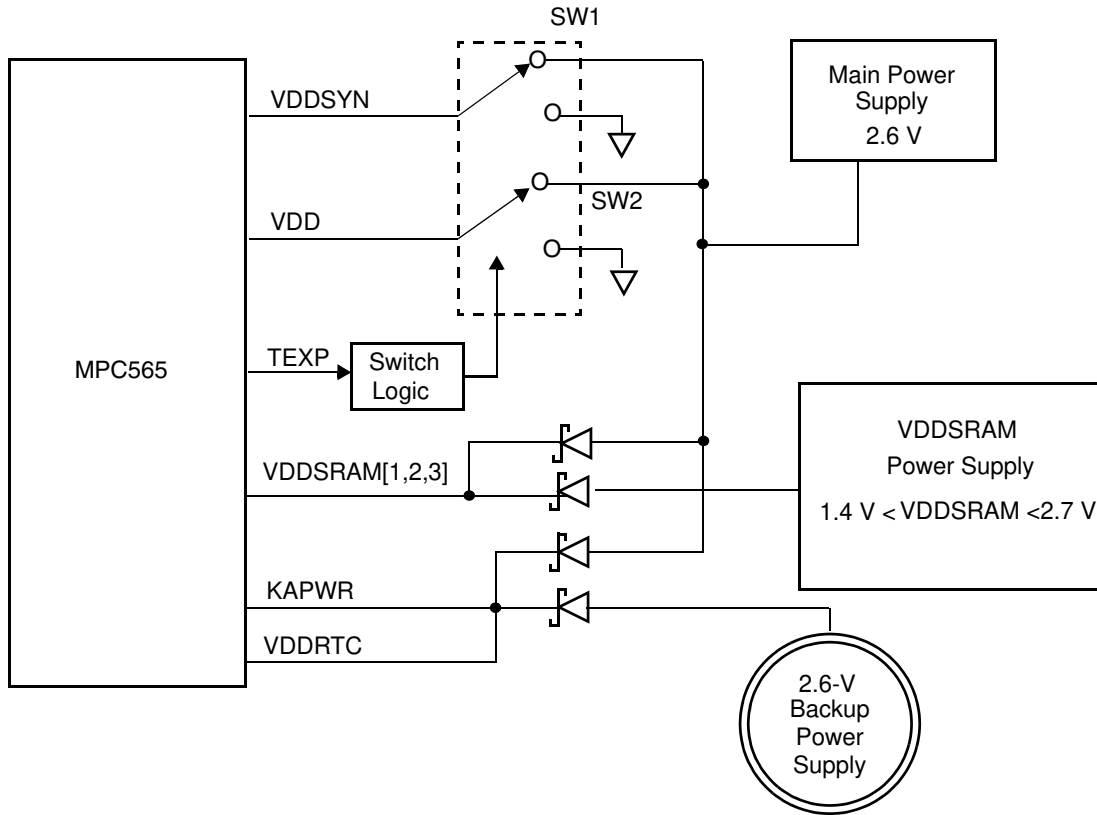 SW1
Main Power
Supply
2.6 V
VDDSYN
SW2
VDD
MPC565
TEXP
Switch
Logic
VDDSRAM
Power Supply
1.4 V < VDDSRAM <2.7 V
VDDSRAM[1,2,3]
KAPWR
VDDRTC
2.6-V
Backup
Power
Supply